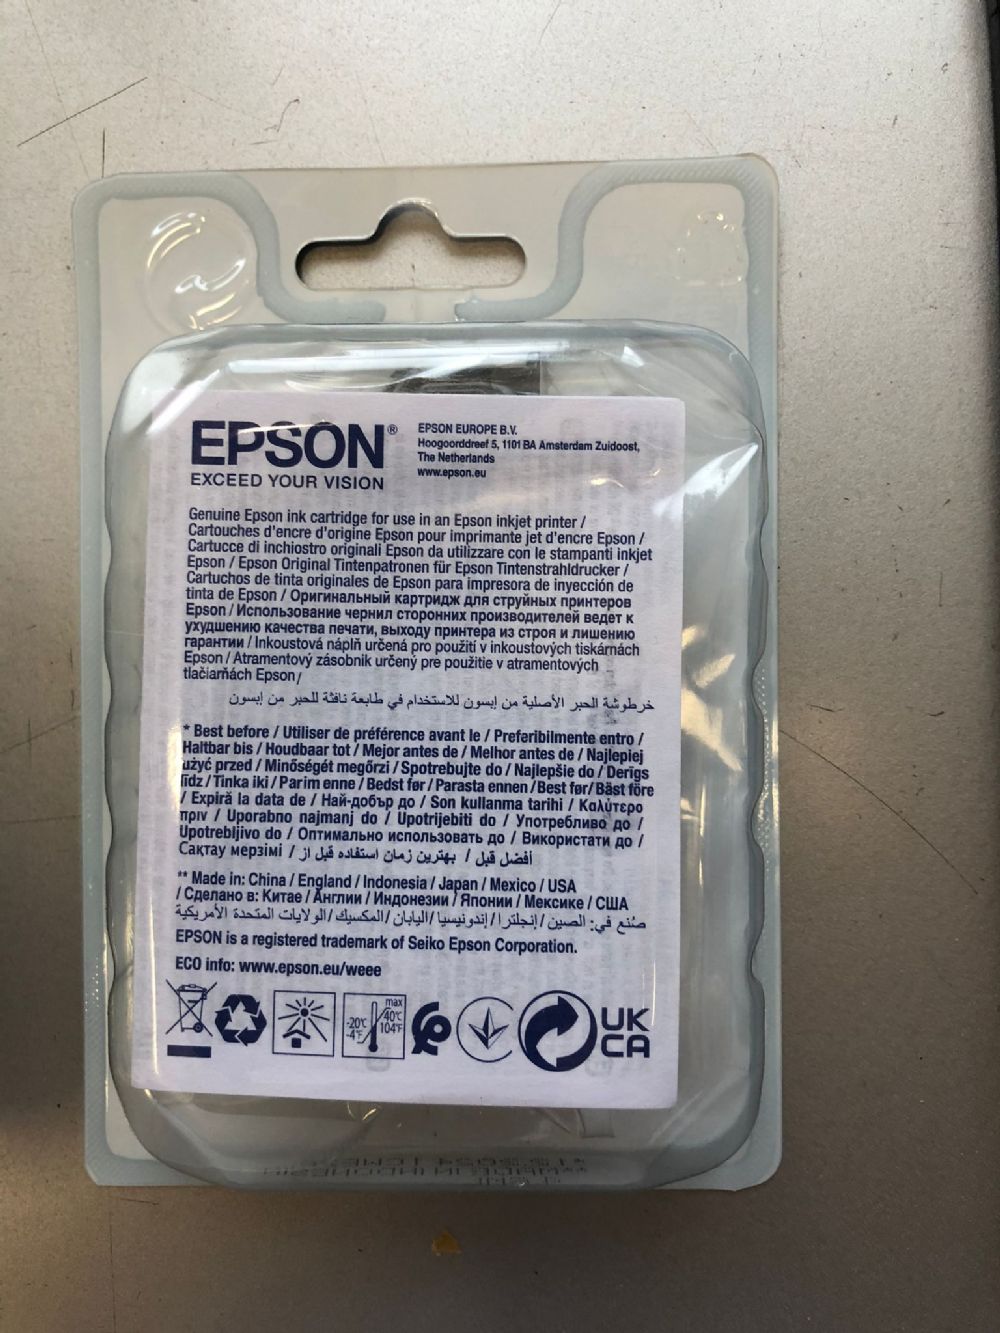 EPSON®
EXCEED YOUR VISION
EPSON EUROPE B.V.
Hoogoorddreef 5, 1101 BA Amsterdam Zuidoost,
The Netherlands
www.epson.eu
Genuine Epson ink cartridge for use in an Epson inkjet printer /
Cartouches d'encre d'origine Epson pour imprimante jet d'encre Epson /
Cartucce di inchiostro originali Epson da utilizzare con le stampanti inkjet
Epson / Epson Original Tintenpatronen für Epson Tintenstrahldrucker /
Cartuchos de tinta originales de Epson para impresora de inyección de
tinta de Epson / Оригинальный картридж для струйных принтеров
Epson / Использование чернил сторонних производителей ведет к
ухудшению качества печати, выходу принтера из строя и лишению
гарантии / Inkoustová náplň určená pro použití v inkoustových tiskárnách
Epson / Atramentový zásobník určený pre použitie v atramentových
tlačiarňách Epson /
خرطوشة الحبر الأصلية من إبسون للاستخدام في طابعة نافثة للحبر من إبسون
* Best before / Utiliser de préférence avant le / Preferibilmente entro /
Haltbar bis / Houdbaar tot / Mejor antes de / Melhor antes de / Najlepiej
użyć przed / Minőségét megőrzi / Spotrebujte do / Najlepšie do / Derīgs
līdz / Tinka iki / Parim enne / Bedst før / Parasta ennen / Best før / Bäst före
/ Expiră la data de / Най-добър до / Son kullanma tarihi / Καλύτερο
πριν / Uporabno najmanj do / Upotrijebiti do / Употребливо до /
Upotrebljivo do / Оптимально использовать до / Використати до /
Сақтау мерзімі / أفضل قبل / بهترین زمان استفاده قبل از
** Made in: China / England / Indonesia / Japan / Mexico / USA
/ Сделано в: Китае / Англии / Индонезии / Японии / Мексике / США
صُنع في: الصين/إنجلترا/إندونيسيا/اليابان/المكسيك/الولايات المتحدة الأمريكية
EPSON is a registered trademark of Seiko Epson Corporation.
ECO info: www.epson.eu/weee
-20°C
-4°F
max
40°C
104°F
UK
CA